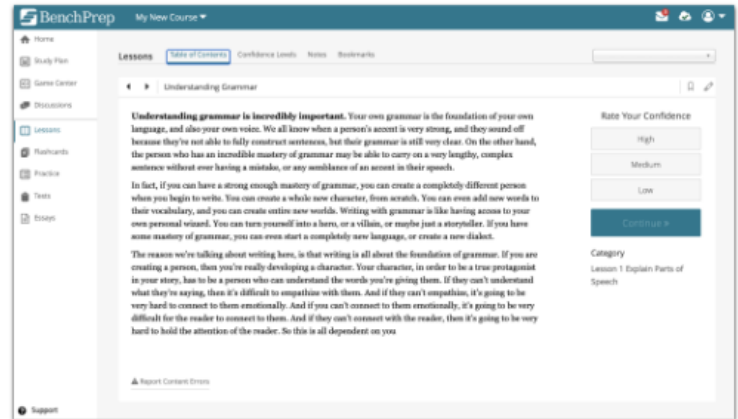 BenchPrep My New Course
Home
Study Plan
Game Center
Discussions
Lessons
Flashcards
Practice
Tests
Essays
Support
Lessons Table of Contents Confidence Levels Notes Bookmarks
Understanding Grammar
Understanding grammar is incredibly important. Your own grammar is the foundation of your own
language, and also your own voice. We all know when a person's accent is very strong, and they sound off
because they're not able to fully construct sentences, but their grammar is still very clear. On the other hand,
the person who has an incredible mastery of grammar may be able to carry on a very lengthy, complex
sentence without ever having a mistake, or any semblance of an accent in their speech.
In fact, if you can have a strong enough mastery of grammar, you can create a completely different person
when you begin to write. You can create a whole new character, from scratch. You can even add new words to
their vocabulary, and you can create entire new worlds. Writing with grammar is like having access to your
own personal wizard. You can turn yourself into a hero, or a villain, or maybe just a storyteller. If you have
some mastery of grammar, you can even start a completely new language, or create a new dialect.
The reason we're talking about writing here, is that writing is all about the foundation of grammar. If you are
creating a person, then you're really developing a character. Your character, in order to be a true protagonist
in your story, has to be a person who can understand the words you're giving them. If they can't understand
what they're saying, then it's difficult to empathise with them. And if they can't empathise, it's going to be
very hard to connect to them emotionally. And if you can't connect to them emotionally, it's going to be very
difficult for the reader to connect to them. And if they can't connect with the reader, then it's going to be very
hard to hold the attention of the reader. So this is all dependent on you
Report Content Errors
Rate Your Confidence
High
Medium
Low
Continue »
Category
Lesson 1 Explain Parts of
Speech